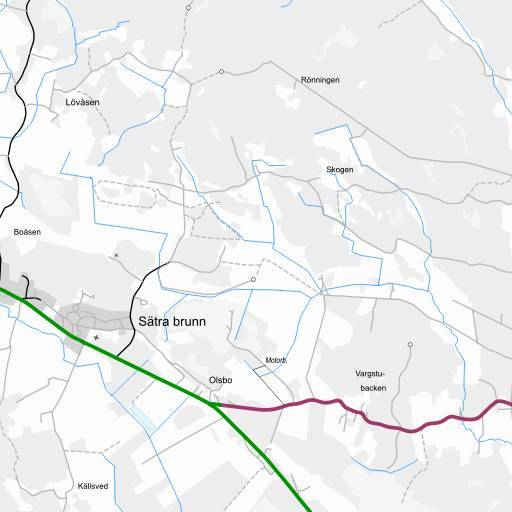 Rönningen
Lövåsen
Skogen
Boåsen
Sätra brunn
Motorb.
Vargstu-
backen
Olsbo
Källsved